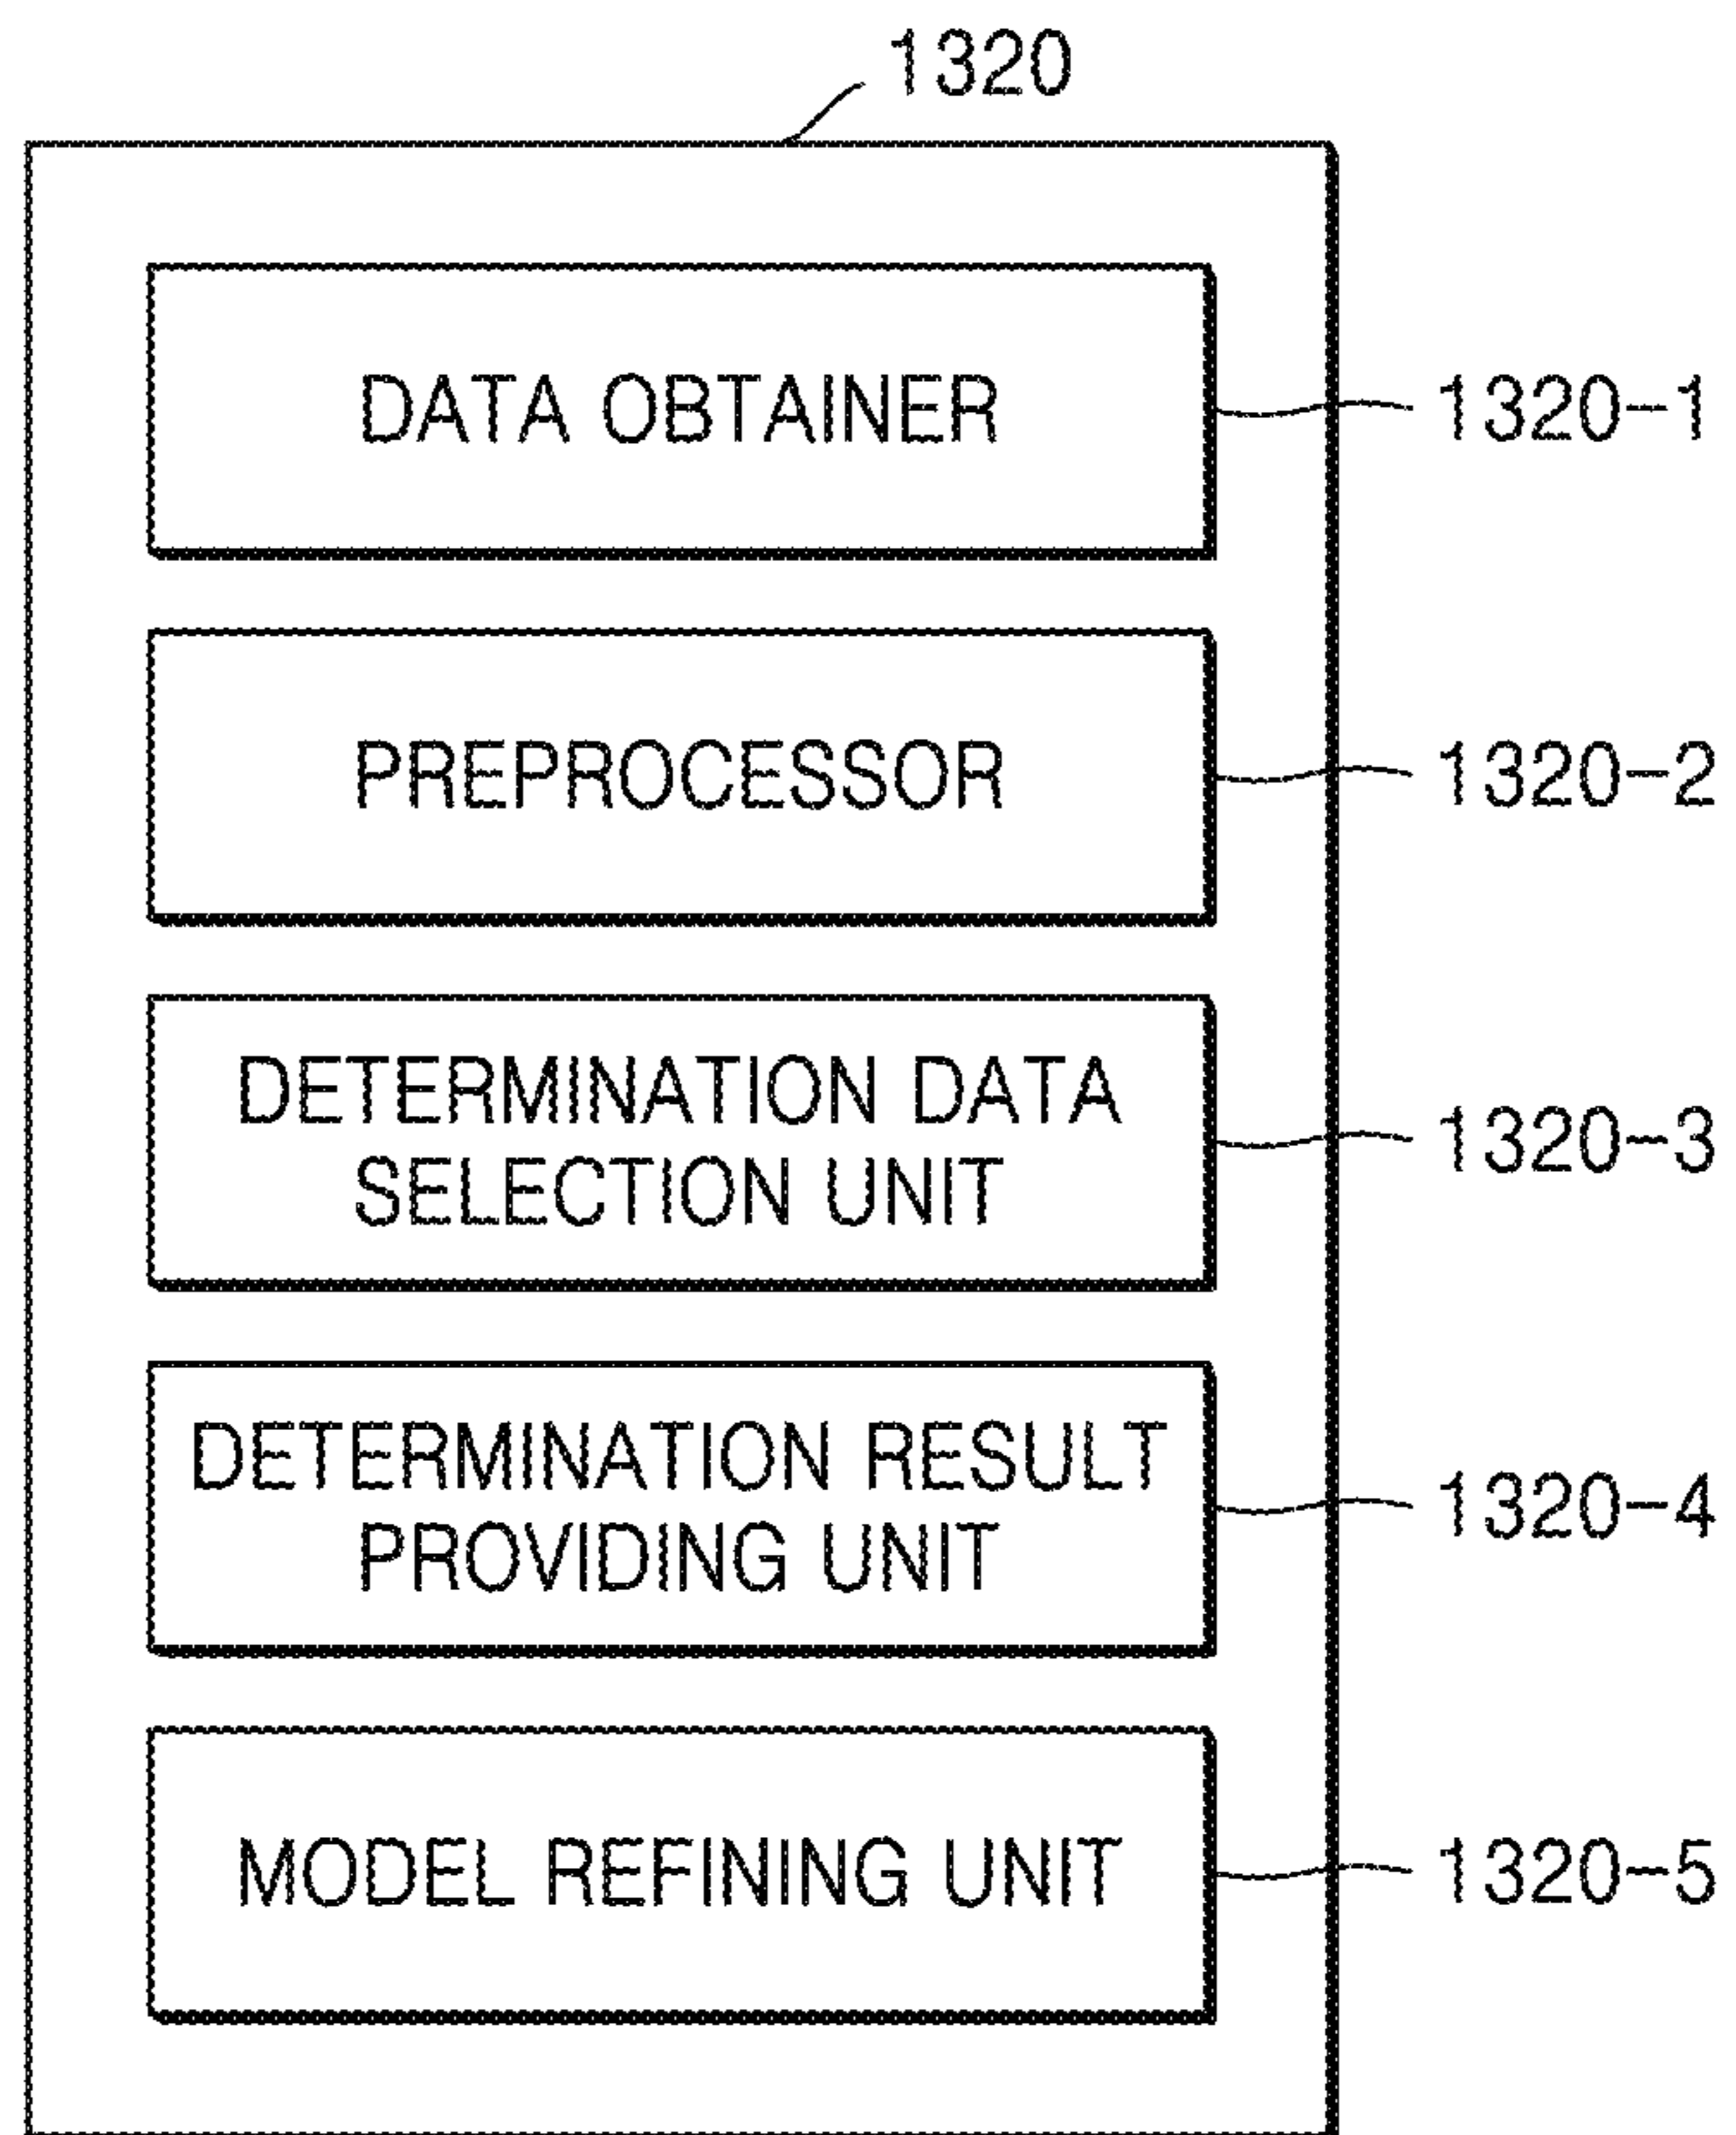 1320
DATA OBTAINER
1320-1
PREPROCESSOR
1320-2
DETERMINATION DATA
SELECTION UNIT
1320-3
DETERMINATION RESULT
PROVIDING UNIT
1320-4
MODEL REFINING UNIT
1320-5